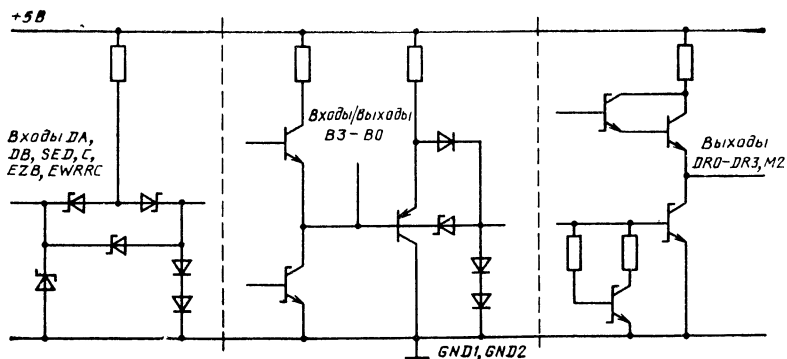 +5В
Входы DA,
DB, SED, C,
EZB, EWRRC
Входы/выходы
B3-B0
Выходы
DR0-DR3, M2
GND1, GND2